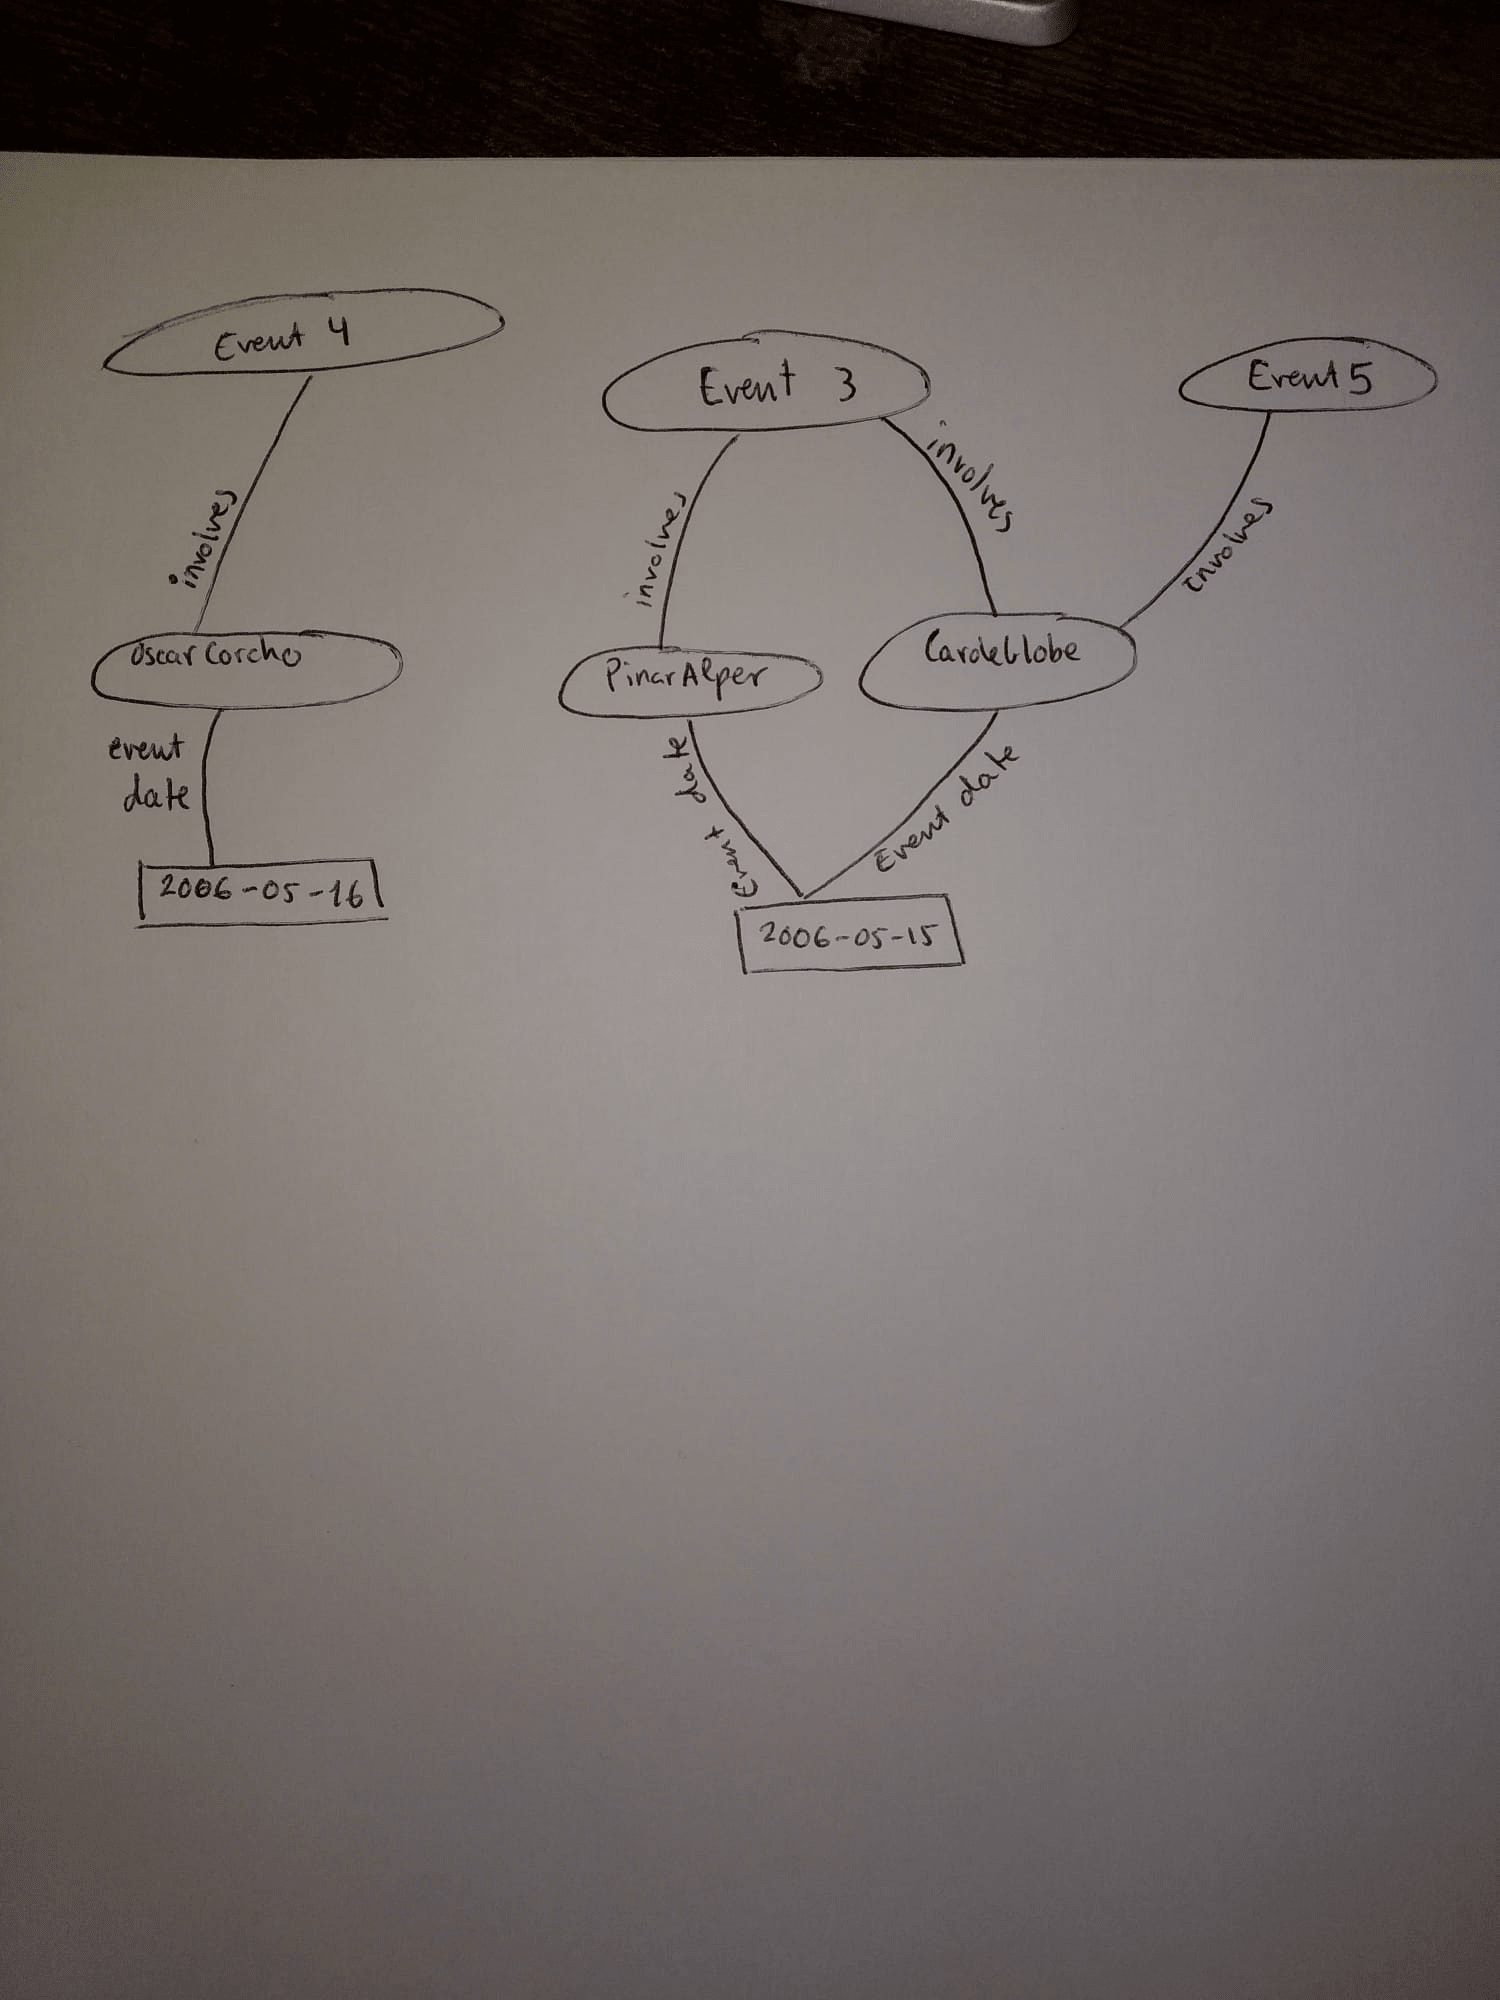 Event 4
Event 3
Event 5
involves
involves
involves
involves
Oscar Corcho
PinarAlper
CaroleGlobe
event
date
Event date
Event date
2006-05-16
2006-05-15